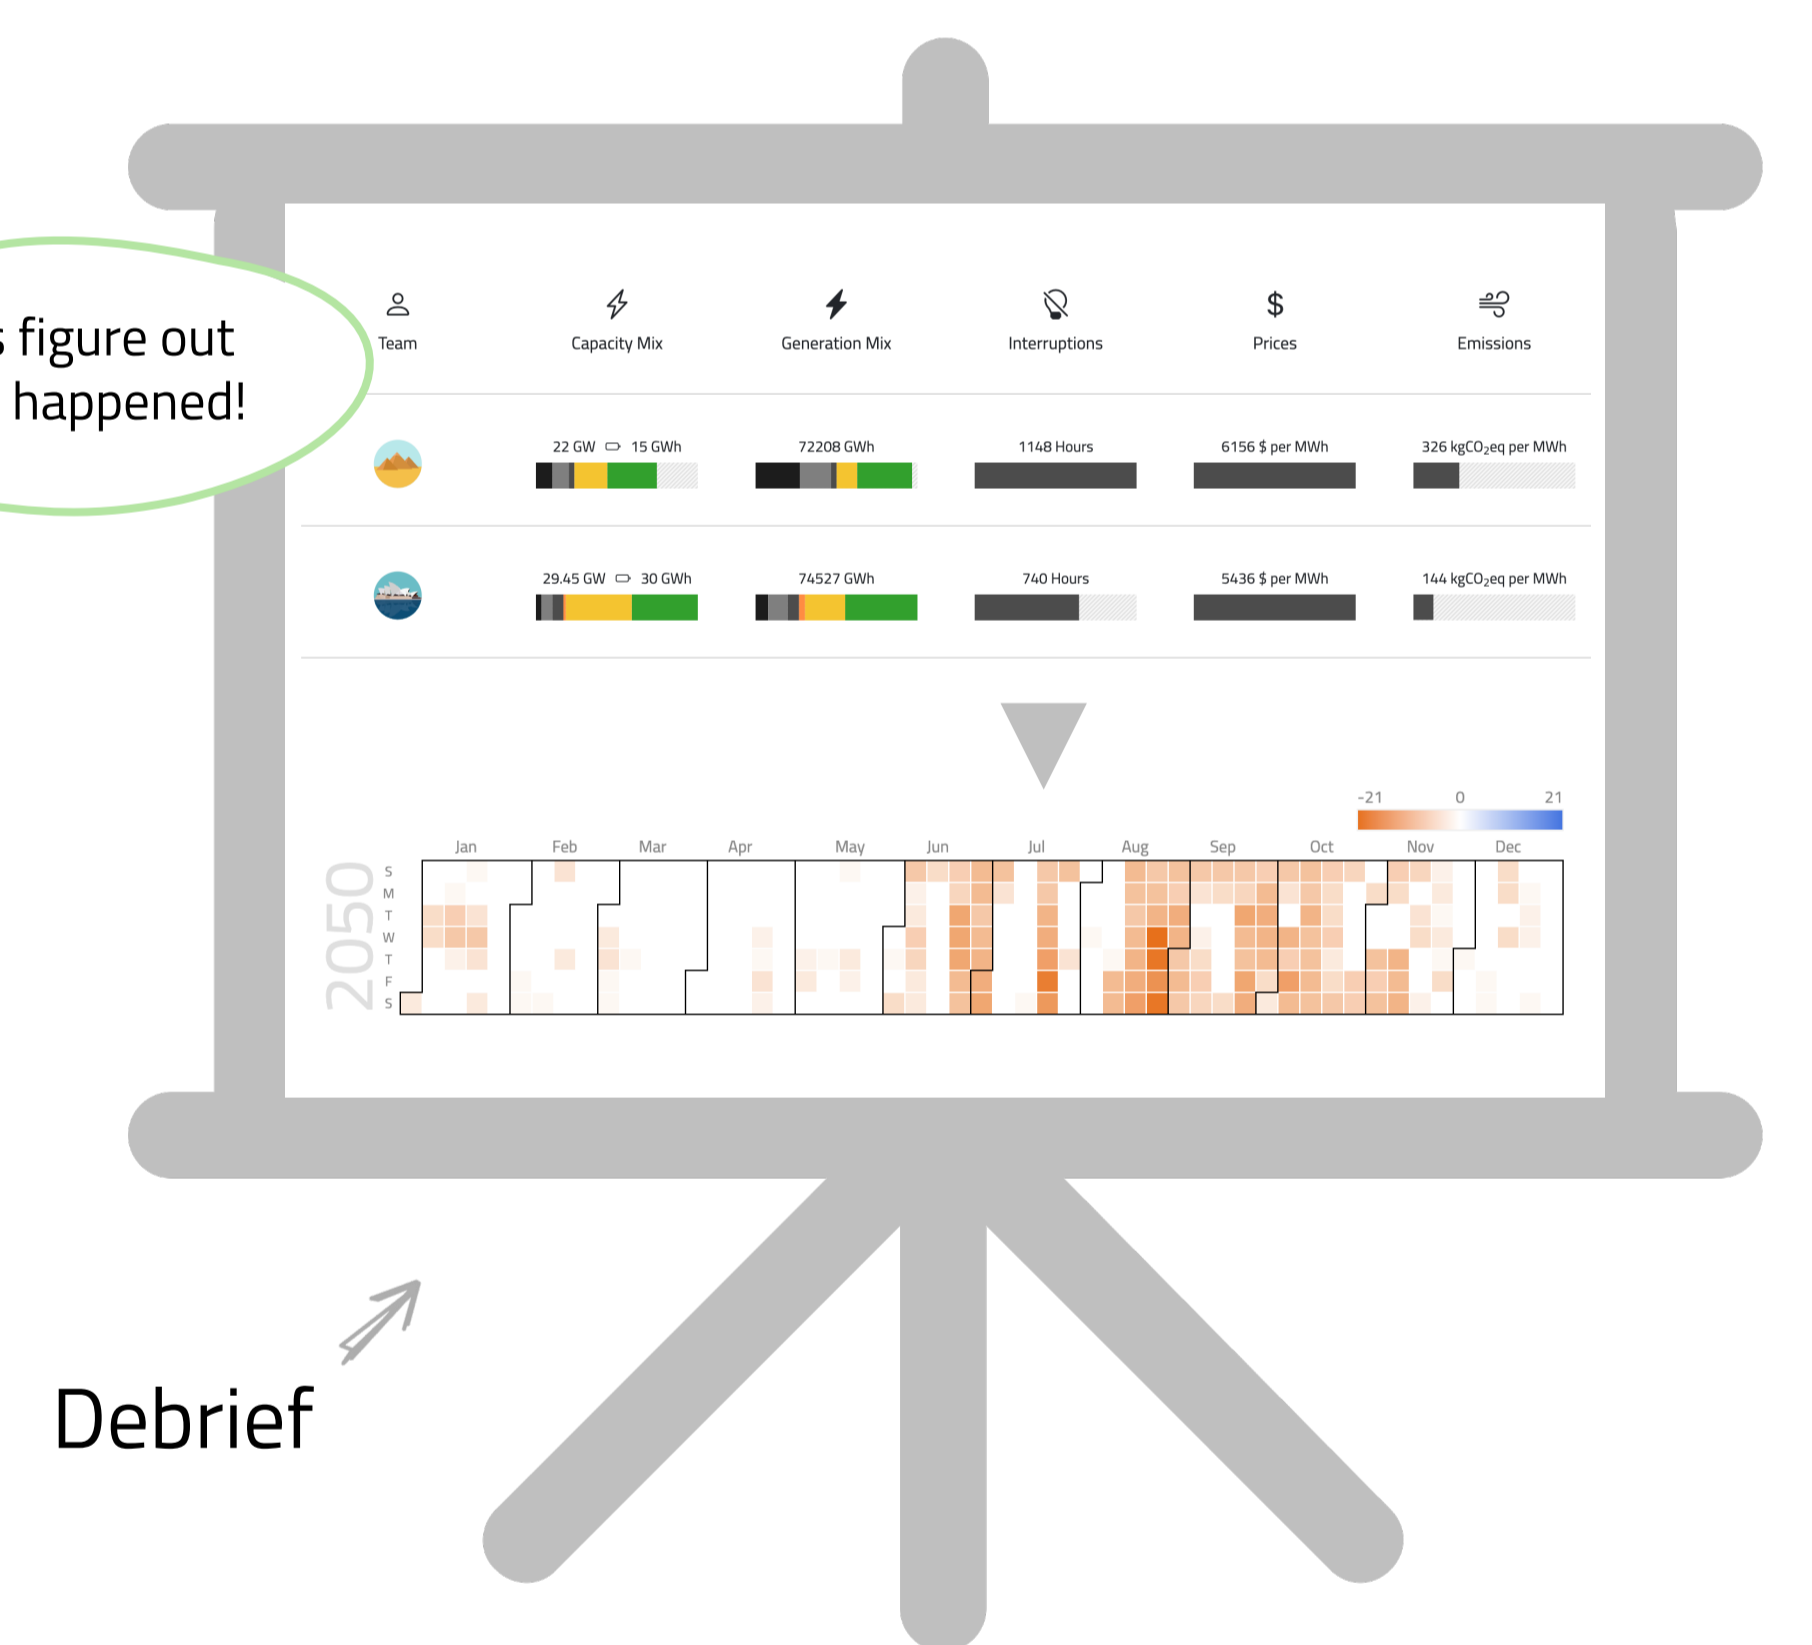 s figure out
happened!
Team
Capacity Mix
Generation Mix
Interruptions
Prices
Emissions
22 GW 15 GWh
72208 GWh
1148 Hours
6156 $ per MWh
326 kgCO₂eq per MWh
29.45 GW 30 GWh
74527 GWh
740 Hours
5436 $ per MWh
144 kgCO₂eq per MWh
-21 0 21
Jan Feb Mar Apr May Jun Jul Aug Sep Oct Nov Dec
2050
S
M
T
W
T
F
S
Debrief